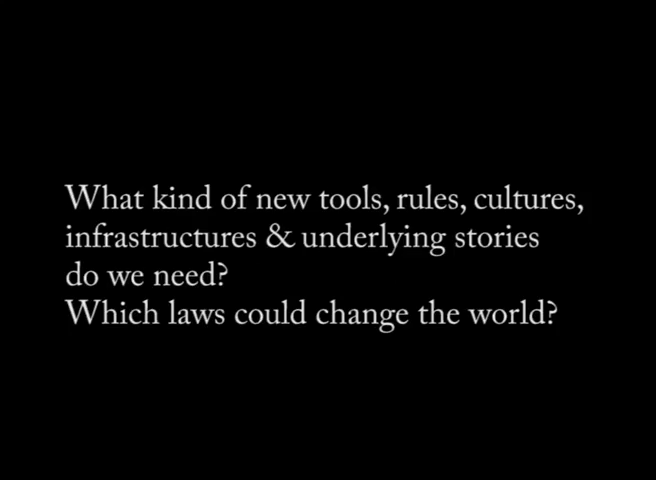 What kind of new tools, rules, cultures,
infrastructures & underlying stories
do we need?
Which laws could change the world?